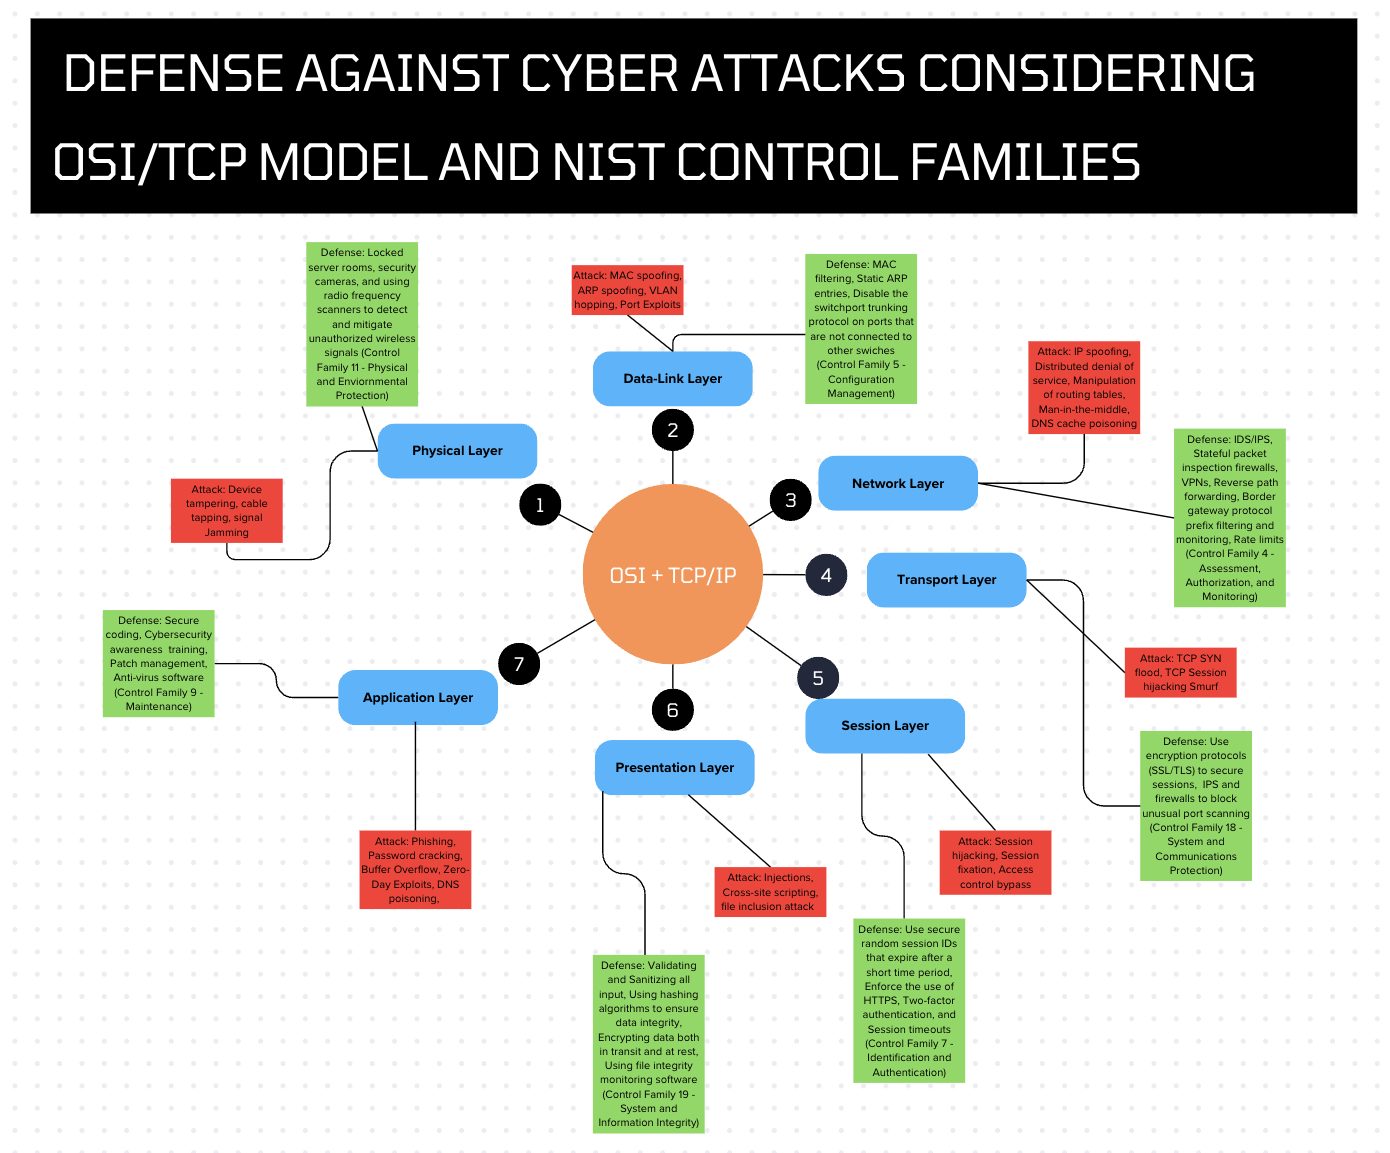 DEFENSE AGAINST CYBER ATTACKS CONSIDERING
OSI/TCP MODEL AND NIST CONTROL FAMILIES
Defense: Locked
server rooms, security
cameras, and using
radio frequency
scanners to detect
and mitigate
unauthorized wireless
signals (Control
Family 11 - Physical
and Enviornmental
Protection)
Physical Layer
1
Attack: Device
tampering, cable
tapping, signal
Jamming
Attack: MAC spoofing,
ARP spoofing, VLAN
hopping, Port Exploits
Defense: MAC
filtering, Static ARP
entries, Disable the
switchport trunking
protocol on ports that
are not connected to
other swiches
(Control Family 5 -
Configuration
Management)
Data-Link Layer
2
Attack: IP spoofing,
Distributed denial of
service, Manipulation
of routing tables,
Man-in-the-middle,
DNS cache poisoning
Network Layer
3
Defense: IDS/IPS,
Stateful packet
inspection firewalls,
VPNs, Reverse path
forwarding, Border
gateway protocol
prefix filtering and
monitoring, Rate limits
(Control Family 4 -
Assessment,
Authorization, and
Monitoring)
OSI + TCP/IP
4
Transport Layer
Attack: TCP SYN
flood, TCP Session
hijacking Smurf
Defense: Use
encryption protocols
(SSL/TLS) to secure
sessions, IPS and
firewalls to block
unusual port scanning
(Control Family 18 -
System and
Communications
Protection)
5
Session Layer
Attack: Session
hijacking, Session
fixation, Access
control bypass
Defense: Use secure
random session IDs
that expire after a
short time period,
Enforce the use of
HTTPS, Two-factor
authentication, and
Session timeouts
(Control Family 7 -
Identification and
Authentication)
6
Presentation Layer
Attack: Injections,
Cross-site scripting,
file inclusion attack
Defense: Validating
and Sanitizing all
input, Using hashing
algorithms to ensure
data integrity,
Encrypting data both
in transit and at rest,
Using file integrity
monitoring software
(Control Family 19 -
System and
Information Integrity)
7
Application Layer
Defense: Secure
coding, Cybersecurity
awareness training,
Patch management,
Anti-virus software
(Control Family 9 -
Maintenance)
Attack: Phishing,
Password cracking,
Buffer Overflow, Zero-
Day Exploits, DNS
poisoning,